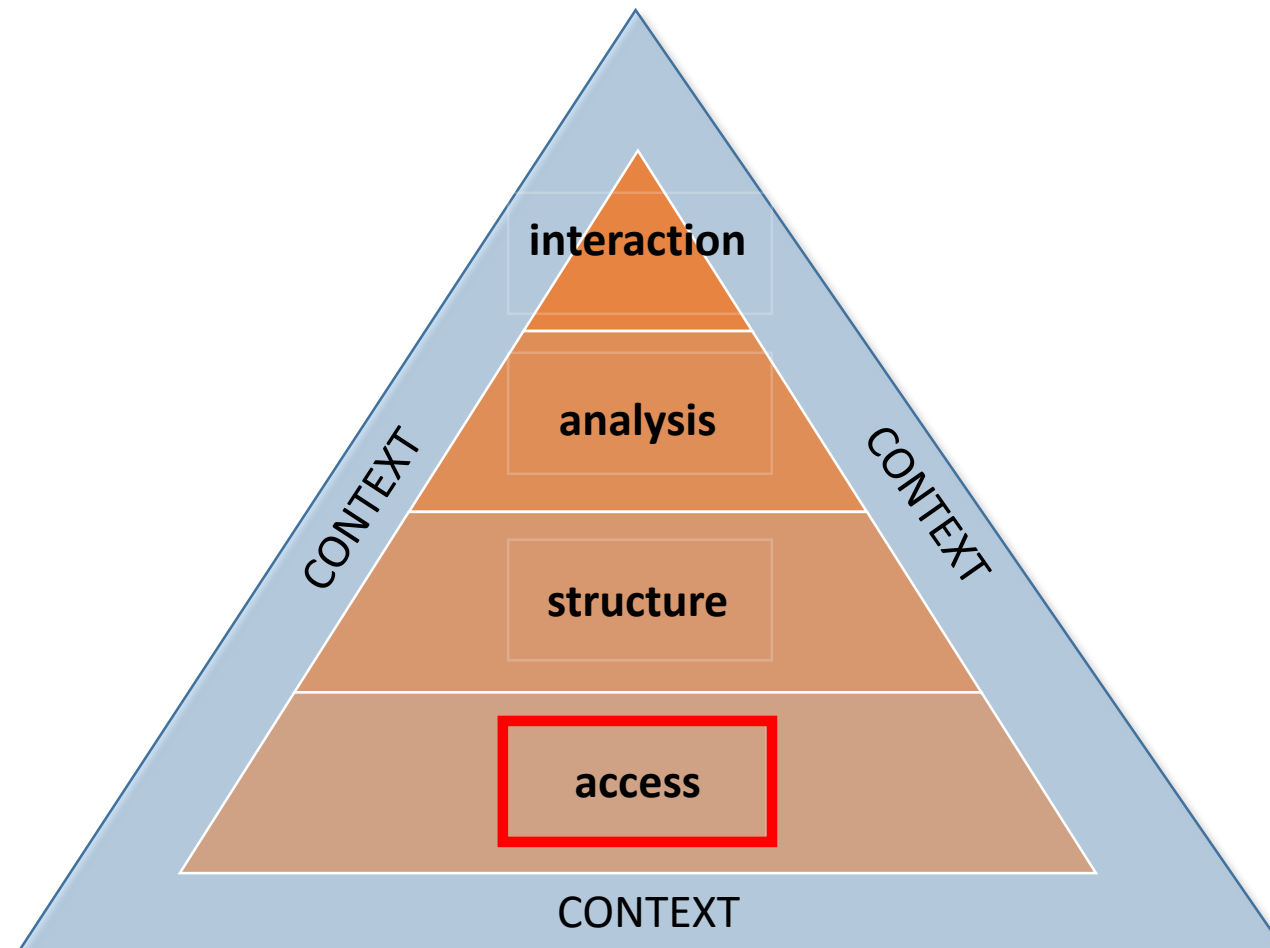 interaction
analysis
CONTEXT
CONTEXT
structure
access
CONTEXT